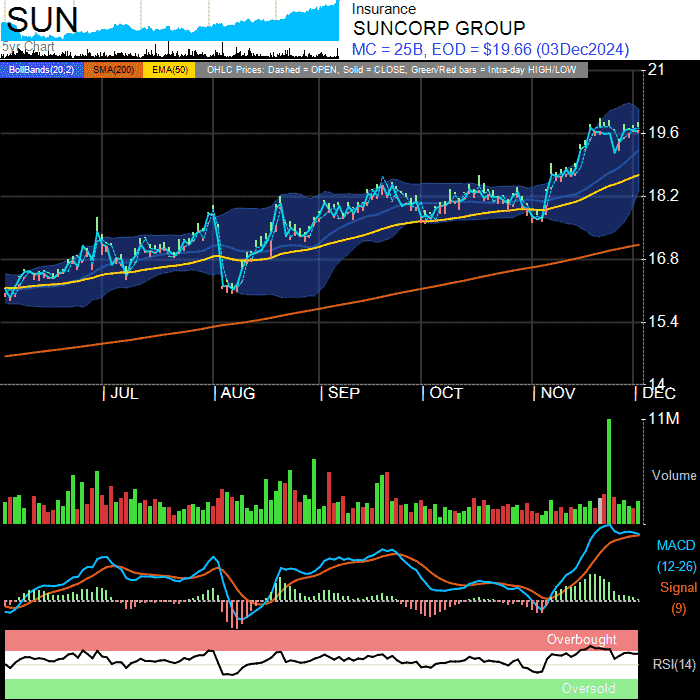 SUN
5yr Chart
Insurance
SUNCORP GROUP
MC = 25B, EOD = $19.66 (03Dec2024)
BollBands(20,2) SMA(200) EMA(50) OHLC Prices: Dashed = OPEN, Solid = CLOSE, Green/Red bars = Intra-day HIGH/LOW
21
19.6
18.2
16.8
15.4
14
| JUL | AUG | SEP | OCT | NOV | DEC
11M
Volume
MACD
(12-26)
Signal
(9)
Overbought
RSI(14)
Oversold